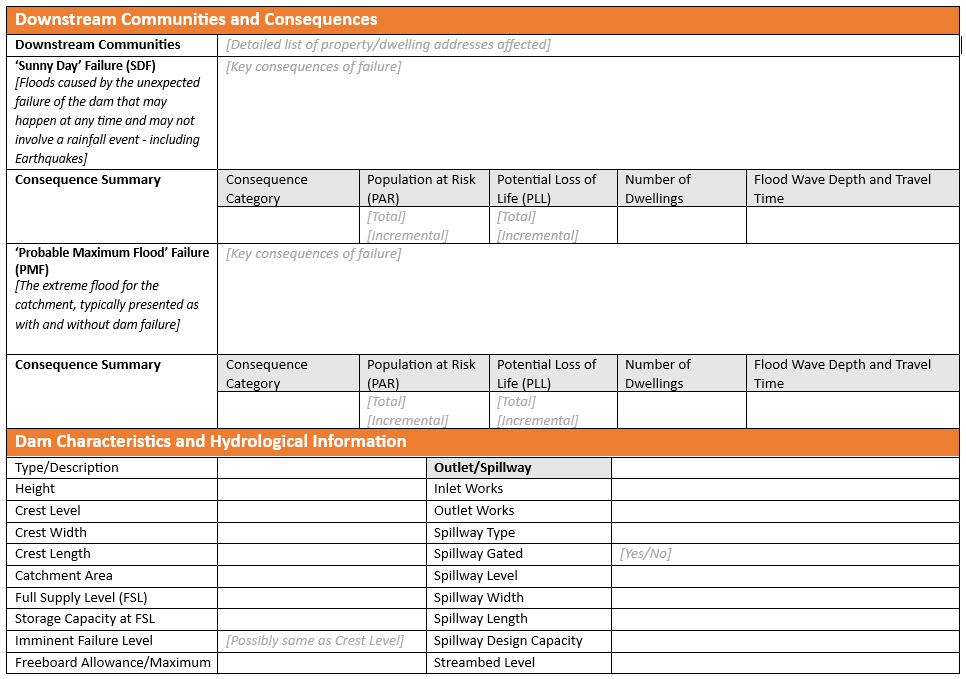 Downstream Communities and Consequences
Downstream Communities
[Detailed list of property/dwelling addresses affected]
‘Sunny Day’ Failure (SDF)
[Floods caused by the unexpected
failure of the dam that may
happen at any time and may not
involve a rainfall event - including
Earthquakes]
[Key consequences of failure]
Consequence Summary
Consequence
Category
Population at Risk
(PAR)
Potential Loss of
Life (PLL)
Number of
Dwellings
Flood Wave Depth and Travel
Time
[Total]
[Incremental]
[Total]
[Incremental]
‘Probable Maximum Flood’ Failure
(PMF)
[The extreme flood for the
catchment, typically presented as
with and without dam failure]
[Key consequences of failure]
Consequence Summary
Consequence
Category
Population at Risk
(PAR)
Potential Loss of
Life (PLL)
Number of
Dwellings
Flood Wave Depth and Travel
Time
[Total]
[Incremental]
[Total]
[Incremental]
Dam Characteristics and Hydrological Information
Type/Description
Outlet/Spillway
Height
Inlet Works
Crest Level
Outlet Works
Crest Width
Spillway Type
Crest Length
Spillway Gated
[Yes/No]
Catchment Area
Spillway Level
Full Supply Level (FSL)
Spillway Width
Storage Capacity at FSL
Spillway Length
Imminent Failure Level
[Possibly same as Crest Level]
Spillway Design Capacity
Freeboard Allowance/Maximum
Streambed Level